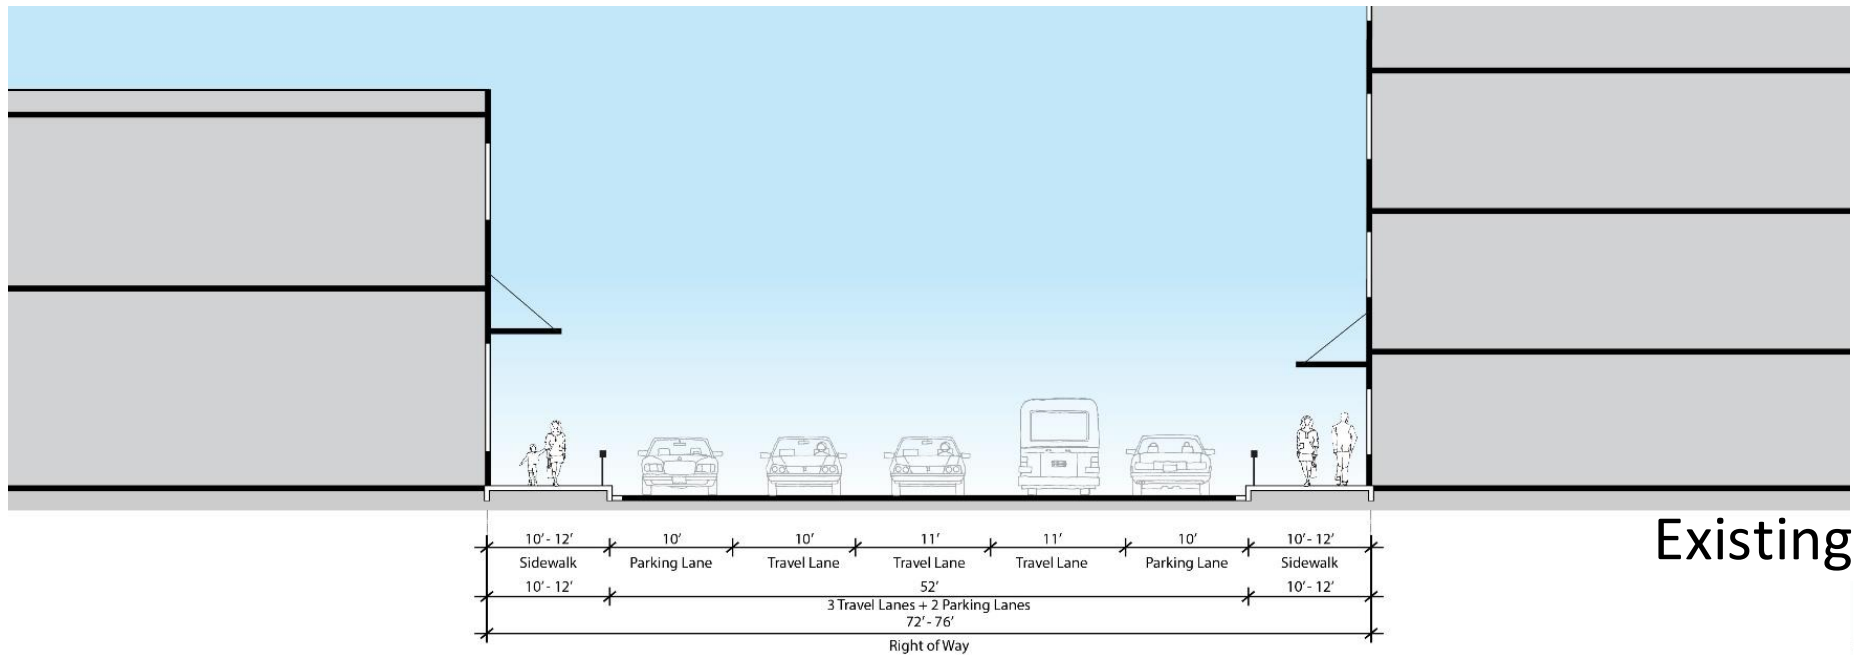 Existing
10' - 12' 10' 10' 11' 11' 10' 10' - 12'
Sidewalk Parking Lane Travel Lane Travel Lane Travel Lane Parking Lane Sidewalk
10' - 12' 52' 10' - 12'
3 Travel Lanes + 2 Parking Lanes
72' - 76'
Right of Way